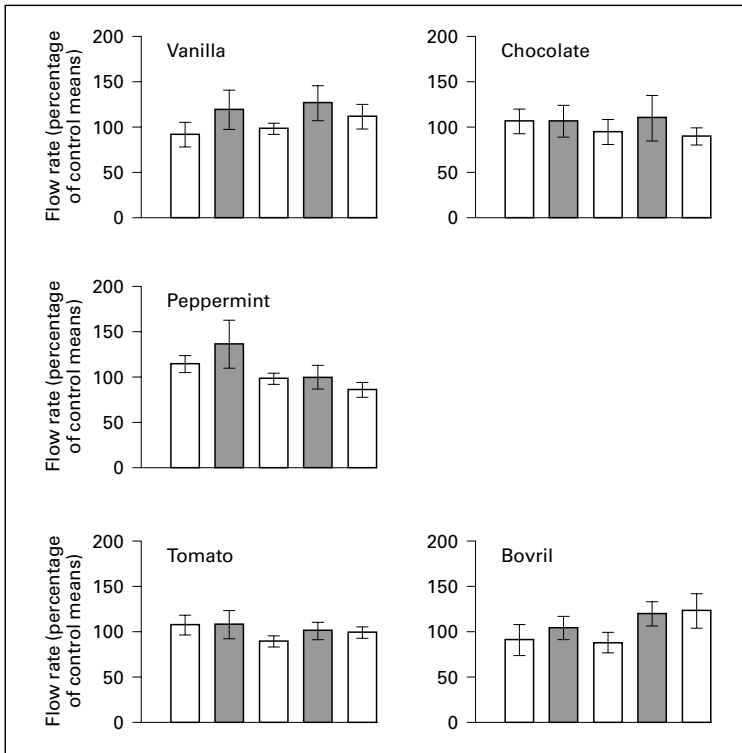 Flow rate (percentage
of control means)
200
150
100
50
0
Vanilla
200
150
100
50
0
Chocolate
Flow rate (percentage
of control means)
200
150
100
50
0
Peppermint
Flow rate (percentage
of control means)
200
150
100
50
0
Tomato
200
150
100
50
0
Bovril